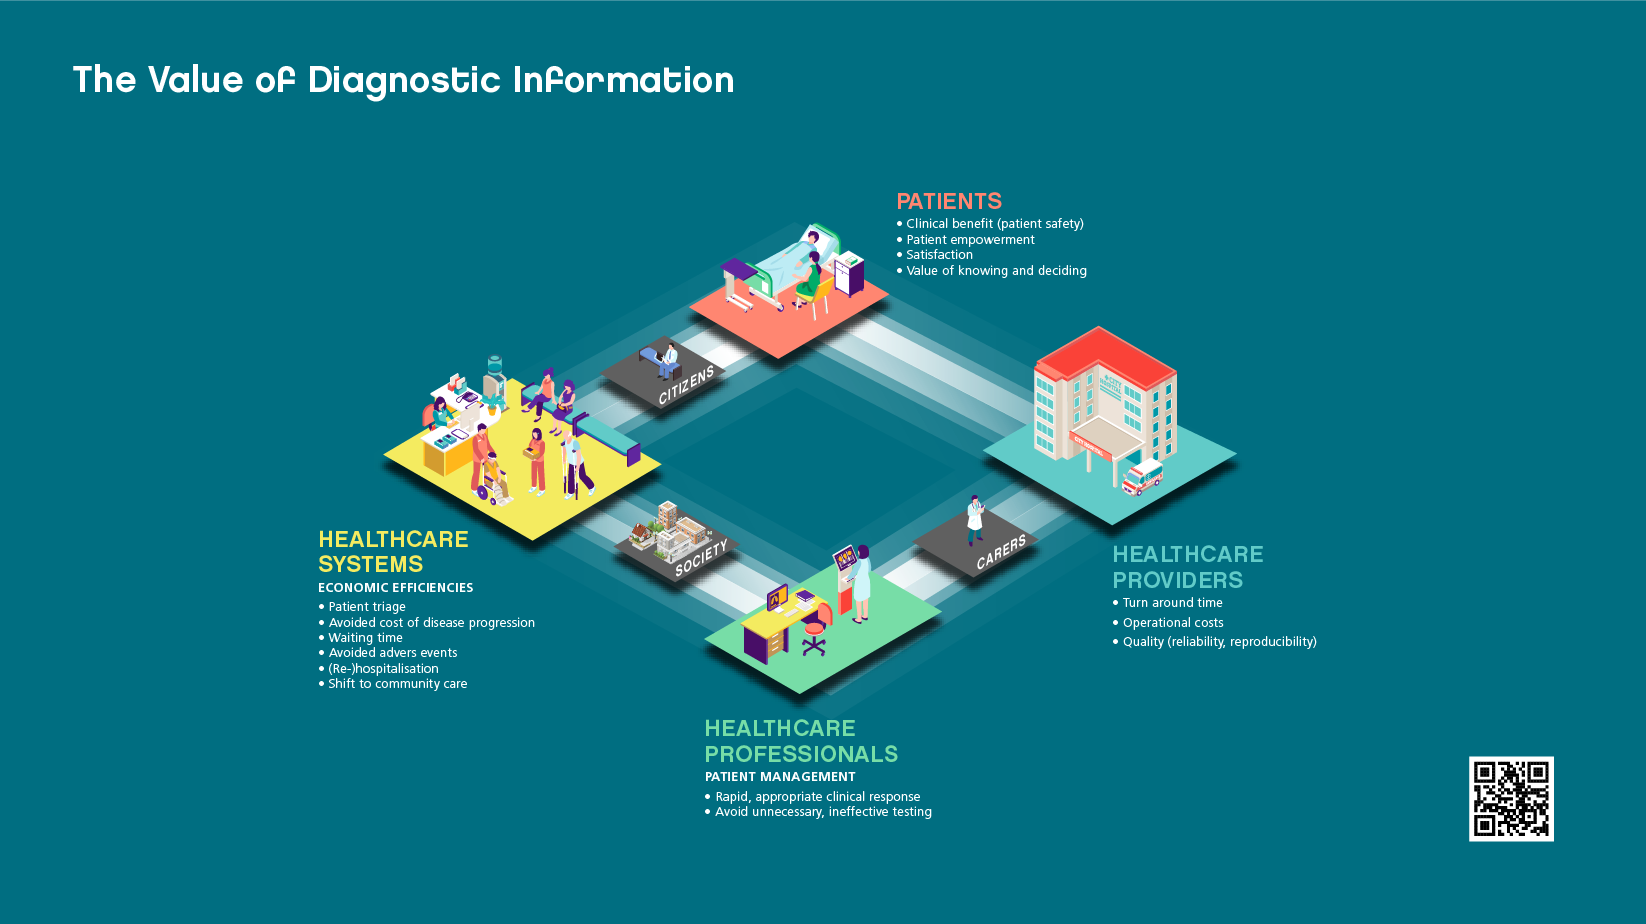 The Value of Diagnostic Information
PATIENTS
• Clinical benefit (patient safety)
• Patient empowerment
• Satisfaction
• Value of knowing and deciding
CITIZENS
CITY
HOSPITAL
HEALTHCARE
SYSTEMS
ECONOMIC EFFICIENCIES
• Patient triage
• Avoided cost of disease progression
• Waiting time
• Avoided advers events
• (Re-)hospitalisation
• Shift to community care
SOCIETY
CARERS
HEALTHCARE
PROVIDERS
• Turn around time
• Operational costs
• Quality (reliability, reproducibility)
HEALTHCARE
PROFESSIONALS
PATIENT MANAGEMENT
• Rapid, appropriate clinical response
• Avoid unnecessary, ineffective testing